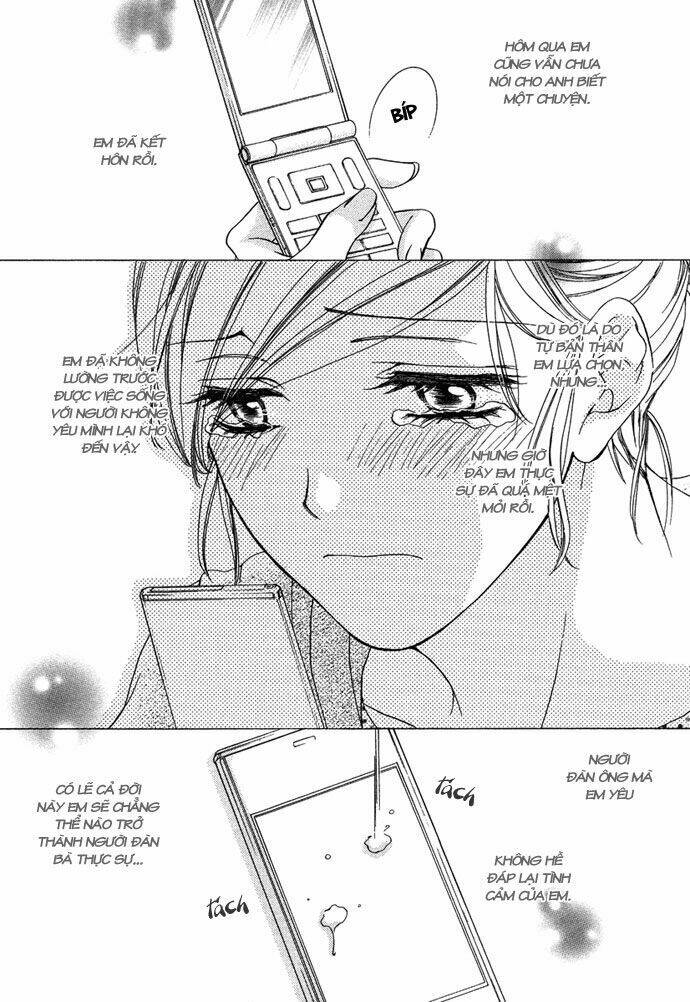 HÔM QUA EM
CŨNG VẪN CHƯA
NÓI CHO ANH BIẾT
MỘT CHUYỆN.
BÍP
EM ĐÃ KẾT
HÔN RỒI.
DÙ ĐÓ LÀ DO
TỰ BẢN THÂN
EM LỰA CHỌN,
NHƯNG...
EM ĐÃ KHÔNG
LƯỜNG TRƯỚC
ĐƯỢC VIỆC SỐNG
VỚI NGƯỜI KHÔNG
YÊU MÌNH LẠI KHÓ
ĐẾN VẬY.
NHƯNG GIỜ
ĐÂY EM THỰC
SỰ ĐÃ QUÁ MỆT
MỎI RỒI.
NGƯỜI
ĐÀN ÔNG MÀ
EM YÊU
tách
KHÔNG HỀ
ĐÁP LẠI TÌNH
CẢM CỦA EM.
CÓ LẼ CẢ ĐỜI
NÀY EM SẼ CHẲNG
THỂ NÀO TRỞ
THÀNH NGƯỜI ĐÀN
BÀ THỰC SỰ...
tách